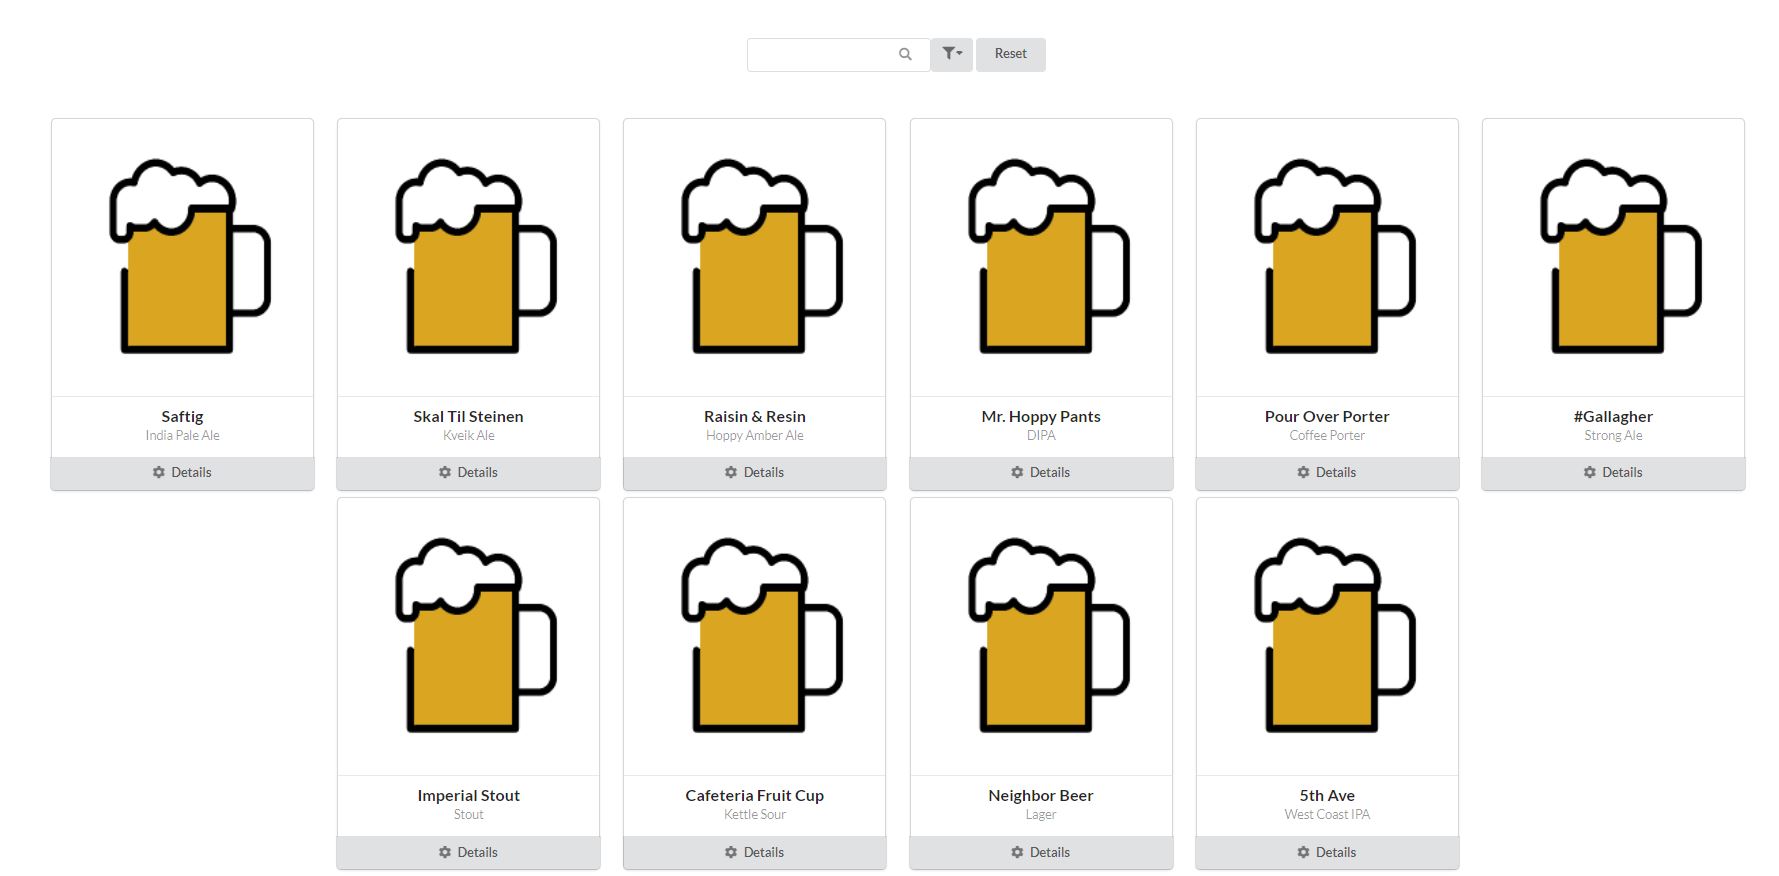 Reset
Saftig
India Pale Ale
Details
Skal Til Steinen
Kveik Ale
Details
Raisin & Resin
Hoppy Amber Ale
Details
Mr. Hoppy Pants
DIPA
Details
Pour Over Porter
Coffee Porter
Details
#Gallagher
Strong Ale
Details
Imperial Stout
Stout
Details
Cafeteria Fruit Cup
Kettle Sour
Details
Neighbor Beer
Lager
Details
5th Ave
West Coast IPA
Details